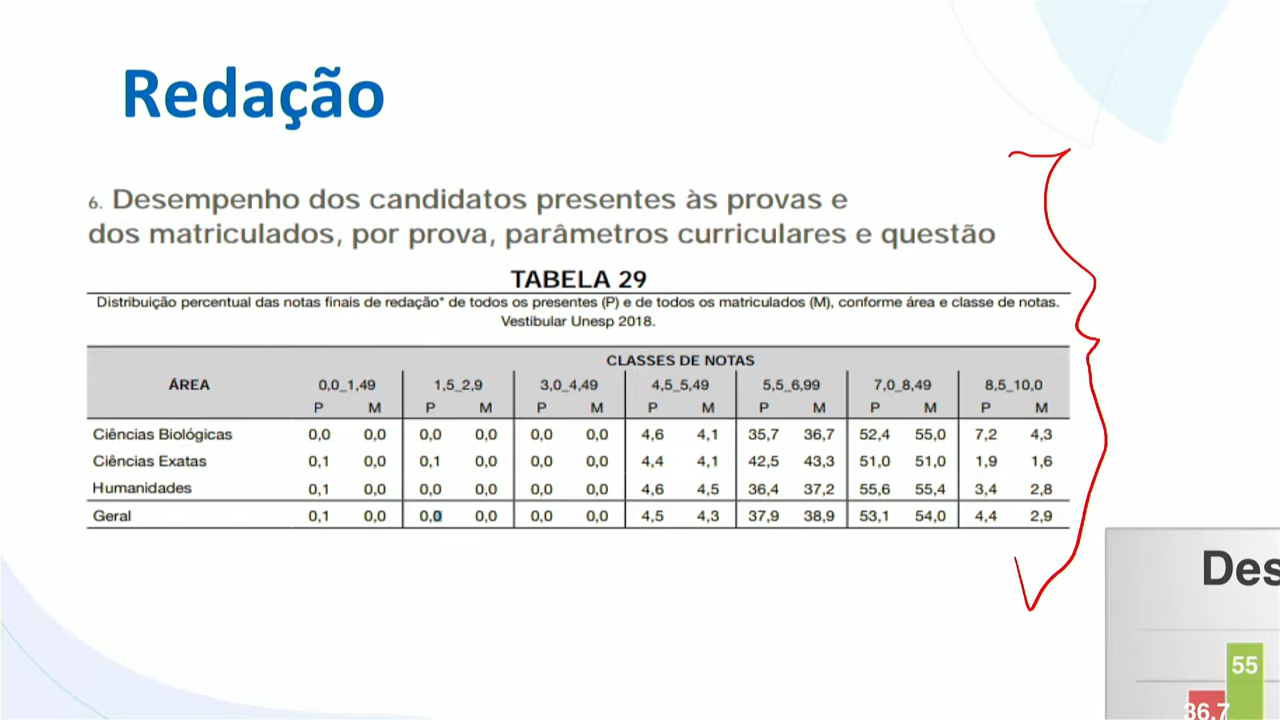 Redação
6. Desempenho dos candidatos presentes às provas e
dos matriculados, por prova, parâmetros curriculares e questão
TABELA 29
Distribuição percentual das notas finais de redação* de todos os presentes (P) e de todos os matriculados (M), conforme área e classe de notas.
Vestibular Unesp 2018.
CLASSES DE NOTAS
ÁREA 0,0_1,49 1,5_2,9 3,0_4,49 4,5_5,49 5,5_6,99 7,0_8,49 8,5_10,0
P M P M P M P M P M P M P M
Ciências Biológicas 0,0 0,0 0,0 0,0 0,0 0,0 4,6 4,1 35,7 36,7 52,4 55,0 7,2 4,3
Ciências Exatas 0,1 0,0 0,1 0,0 0,0 0,0 4,4 4,1 42,5 43,3 51,0 51,0 1,9 1,6
Humanidades 0,1 0,0 0,0 0,0 0,0 0,0 4,6 4,5 36,4 37,2 55,6 55,4 3,4 2,8
Geral 0,1 0,0 0,0 0,0 0,0 0,0 4,5 4,3 37,9 38,9 53,1 54,0 4,4 2,9
Des
55
36,7